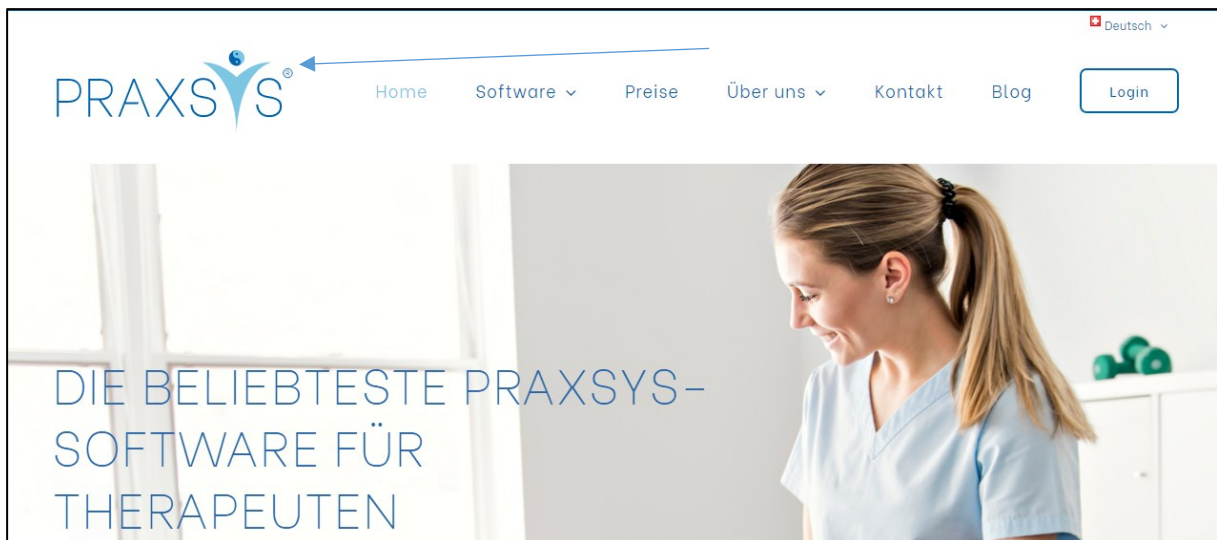 Deutsch
PRAXSYS®
Home Software Preise Über uns Kontakt Blog Login
DIE BELIEBTESTE PRAXSYS-
SOFTWARE FÜR
THERAPEUTEN